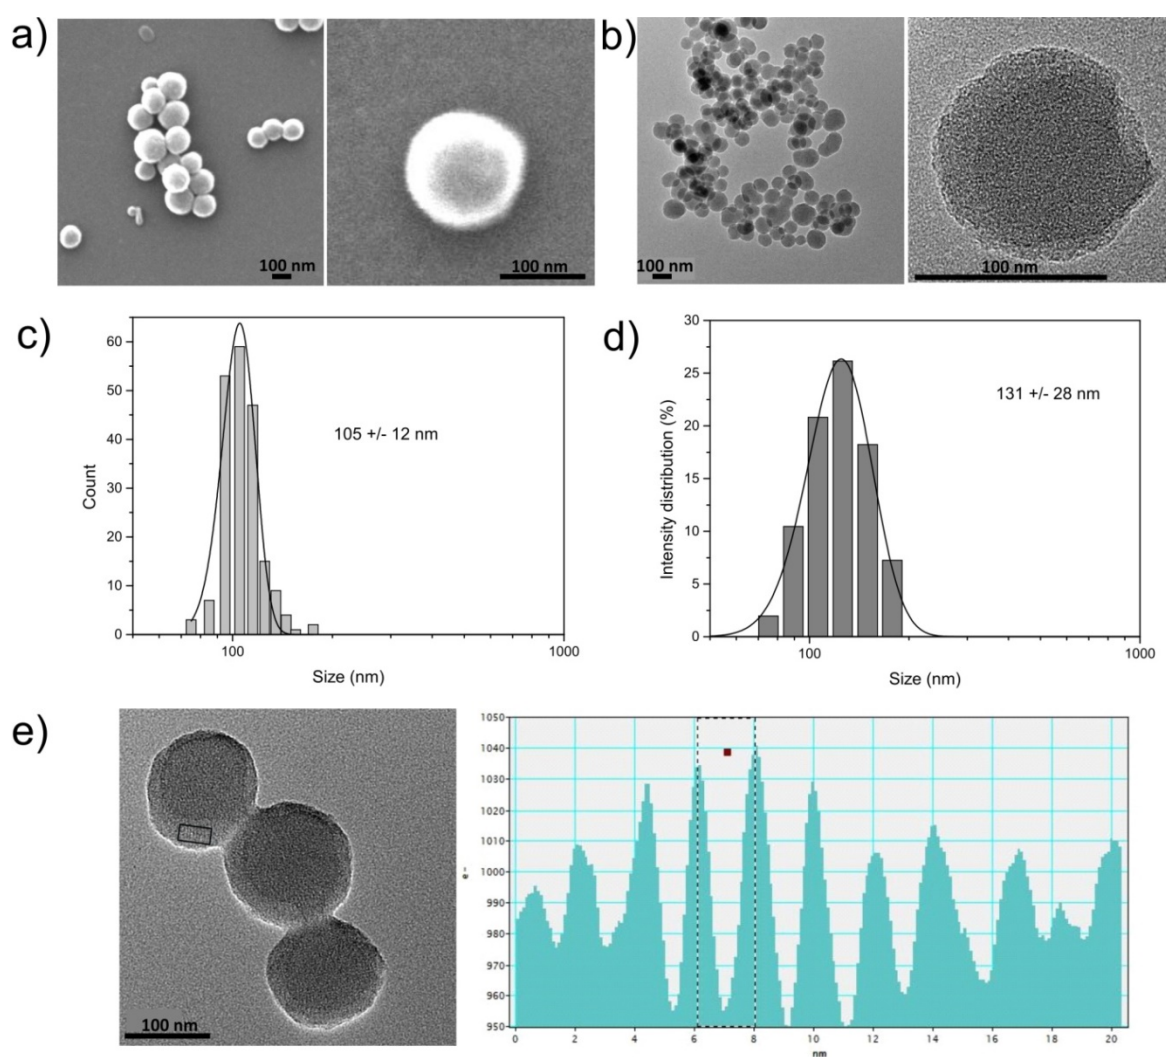 a)
100 nm
100 nm
b)
100 nm
100 nm
c)
60
50
40
30
20
10
0
Count
105 +/- 12 nm
100
1000
Size (nm)
d)
30
25
20
15
10
5
0
Intensity distribution (%)
131 +/- 28 nm
100
1000
Size (nm)
e)
100 nm
1050
1040
1030
1020
1010
1000
990
980
970
960
950
e-
0 2 4 6 8 10 12 14 16 18 20
nm